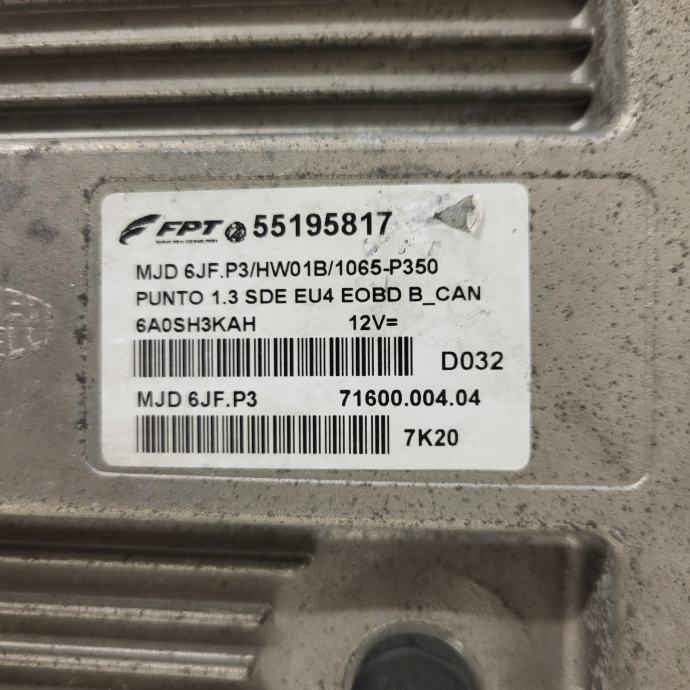 FPT 55195817
MJD 6JF.P3/HW01B/1065-P350
PUNTO 1.3 SDE EU4 EOBD B_CAN
6A0SH3KAH 12V=
D032
MJD 6JF.P3 71600.004.04
7K20